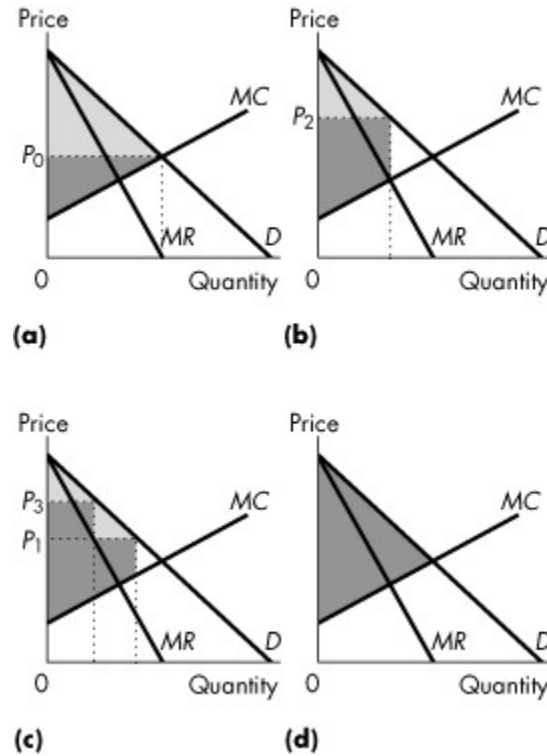 Price
MC
P0
MR
D
0
Quantity
(a)
Price
MC
P2
MR
D
0
Quantity
(b)
Price
P3
P1
MC
MR
D
0
Quantity
(c)
Price
MC
MR
D
0
Quantity
(d)